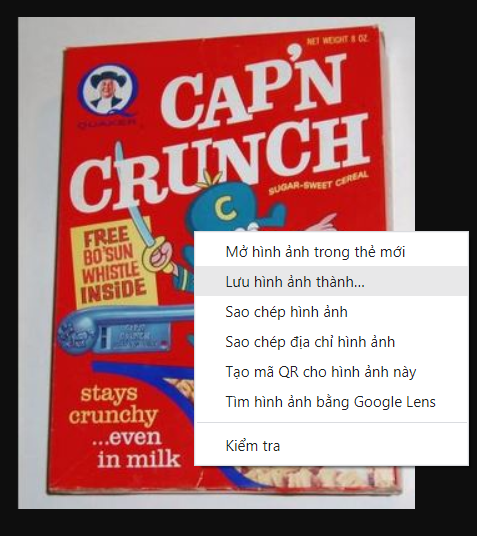 NET WEIGHT 8 OZ.
CAP'N
CRUNCH
QUAKER
SUGAR-SWEET CEREAL
C
FREE
BO'SUN
WHISTLE
INSIDE
CAP'N
CRUNCH
stays
crunchy
...even
in milk
Mở hình ảnh trong thẻ mới
Lưu hình ảnh thành...
Sao chép hình ảnh
Sao chép địa chỉ hình ảnh
Tạo mã QR cho hình ảnh này
Tìm hình ảnh bằng Google Lens
Kiểm tra